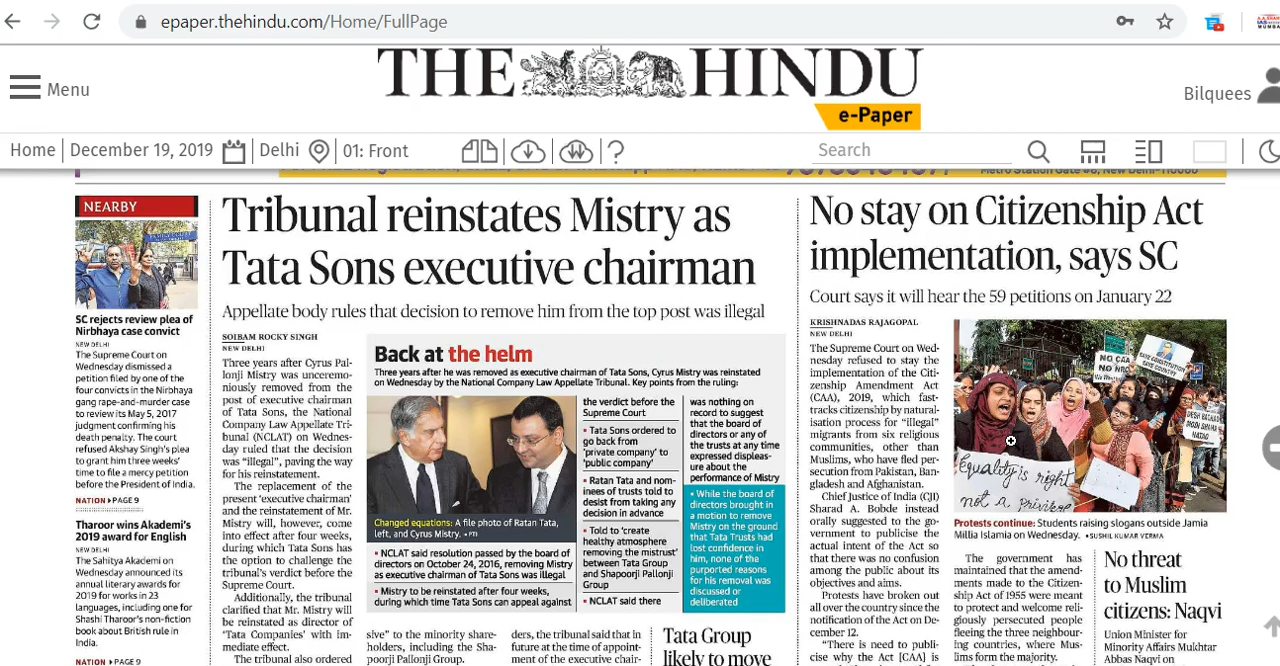 epaper.thehindu.com/Home/FullPage
Menu
THE HINDU
e-Paper
Bilquees
Home
December 19, 2019
Delhi
01: Front
?
Search
Metro Station Gate #6, New Delhi-110060
NEARBY
SC rejects review plea of
Nirbhaya case convict
NEW DELHI
The Supreme Court on
Wednesday dismissed a
petition filed by one of the
four convicts in the Nirbhaya
gang rape-and-murder case
to review its May 5, 2017
judgment confirming his
death penalty. The court
refused Akshay Singh's plea
to grant him three weeks'
time to file a mercy petition
before the President of India.
NATION PAGE 9
Tharoor wins Akademi's
2019 award for English
NEW DELHI
The Sahitya Akademi on
Wednesday announced its
annual literary awards for
2019 for works in 23
languages, including one for
Shashi Tharoor's non-fiction
book about British rule in
India.
NATION PAGE 9
Tribunal reinstates Mistry as
Tata Sons executive chairman
Appellate body rules that decision to remove him from the top post was illegal
SOIBAM ROCKY SINGH
NEW DELHI
Three years after Cyrus Pal-
lonji Mistry was unceremo-
niously removed from the
post of executive chairman
of Tata Sons, the National
Company Law Appellate Tri-
bunal (NCLAT) on Wednes-
day ruled that the decision
was "illegal", paving the way
for his reinstatement.
The replacement of the
present 'executive chairman'
and the reinstatement of Mr.
Mistry will, however, come
into effect after four weeks,
during which Tata Sons has
the option to challenge the
tribunal's verdict before the
Supreme Court.
Additionally, the tribunal
clarified that Mr. Mistry will
be reinstated as director of
'Tata Companies' with im-
mediate effect.
The tribunal also ordered
Back at the helm
Three years after he was removed as chairman of Tata Sons, Cyrus Mistry was reinstated
on Wednesday by the National Company Law Appellate Tribunal. Key points from the ruling:
Changed equations: A file photo of Ratan Tata,
left, and Cyrus Mistry. • PTI
• NCLAT said resolution passed by the board of
directors on October 24, 2016, removing Mistry
as executive chairman of Tata Sons was illegal
• Mistry to be reinstated after four weeks,
during which time Tata Sons can appeal against
the verdict before the
Supreme Court
• Tata Sons ordered to
go back from
'private company' to
'public company'
• Ratan Tata and nom-
inees of trusts told to
desist from taking any
decision in advance
• Told to 'create
healthy atmosphere
removing the mistrust'
between Tata Group
and Shapoorji Pallonji
Group
• NCLAT said there
was nothing on
record to suggest
that the board of
directors or any of
the trusts at any time
expressed displeas-
ure about the
performance of Mistry
• While the board of
directors brought in
a motion to remove
Mistry on the ground
that Tata Trusts had
lost confidence in
him, none of the
purported reasons
for his removal was
discussed or
deliberated
sive" to the minority share-
holders, including the Sha-
poorji Pallonji Group.
ders, the tribunal said that in
future at the time of appoint-
ment of the executive chair-
Tata Group
likely to move
No stay on Citizenship Act
implementation, says SC
Court says it will hear the 59 petitions on January 22
KRISHNADAS RAJAGOPAL
NEW DELHI
The Supreme Court on Wed-
nesday refused to stay the
implementation of the Citi-
zenship Amendment Act
(CAA), 2019, which fast-
tracks citizenship by natural-
isation process for "illegal"
migrants from six religious
communities, other than
Muslims, who have fled per-
secution from Pakistan, Ban-
gladesh and Afghanistan.
Chief Justice of India (CJI)
Sharad A. Bobde instead
orally suggested to the go-
vernment to publicise the
actual intent of the Act so
that there was no confusion
among the public about its
objectives and aims.
Protests have broken out
all over the country since the
notification of the Act on De-
cember 12.
"There is need to publi-
cise why the Act [CAA] is
NO CAA
NO NRC
SAVE CONSTITUTION
SAVE COUNTRY
Equality is right
not a privilege
Protests continue: Students raising slogans outside Jamia
Millia Islamia on Wednesday. • SUSHIL KUMAR VERMA
The government has
maintained that the amend-
ments made to the Citizen-
ship Act of 1955 were meant
to protect and welcome reli-
giously persecuted people
fleeing the three neighbour-
ing countries, where Mus-
lims form the majority.
No threat
to Muslim
citizens: Naqvi
Union Minister for
Minority Affairs Mukhtar
Abbas Naqvi on